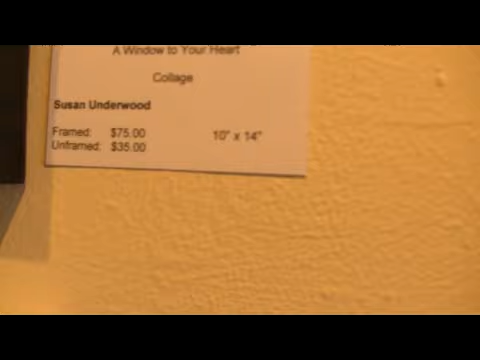 A Window to Your Heart
Collage
Susan Underwood
Framed: $75.00 10" x 14"
Unframed: $35.00